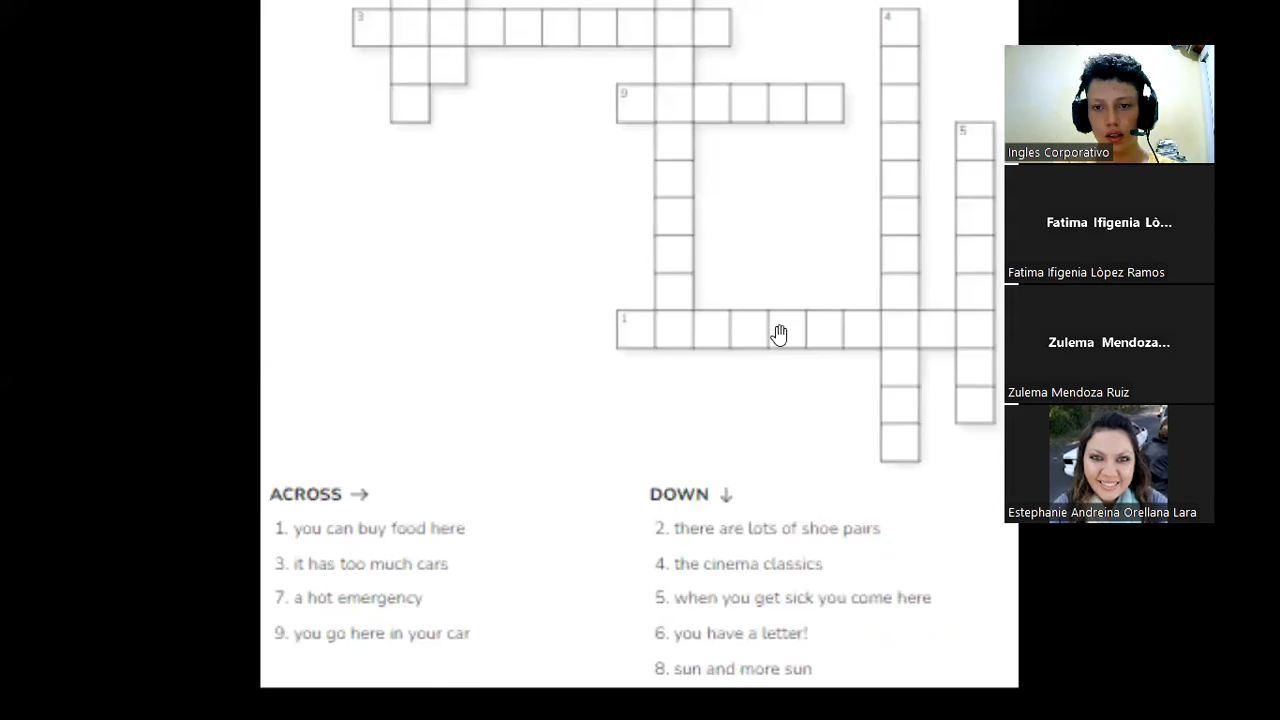 3
4
9
5
1
ACROSS →
1. you can buy food here
3. it has too much cars
7. a hot emergency
9. you go here in your car
DOWN ↓
2. there are lots of shoe pairs
4. the cinema classics
5. when you get sick you come here
6. you have a letter!
8. sun and more sun
Ingles Corporativo
Fatima Ifigenia Lò...
Fatima Ifigenia Lòpez Ramos
Zulema Mendoza...
Zulema Mendoza Ruiz
Estephanie Andreina Orellana Lara